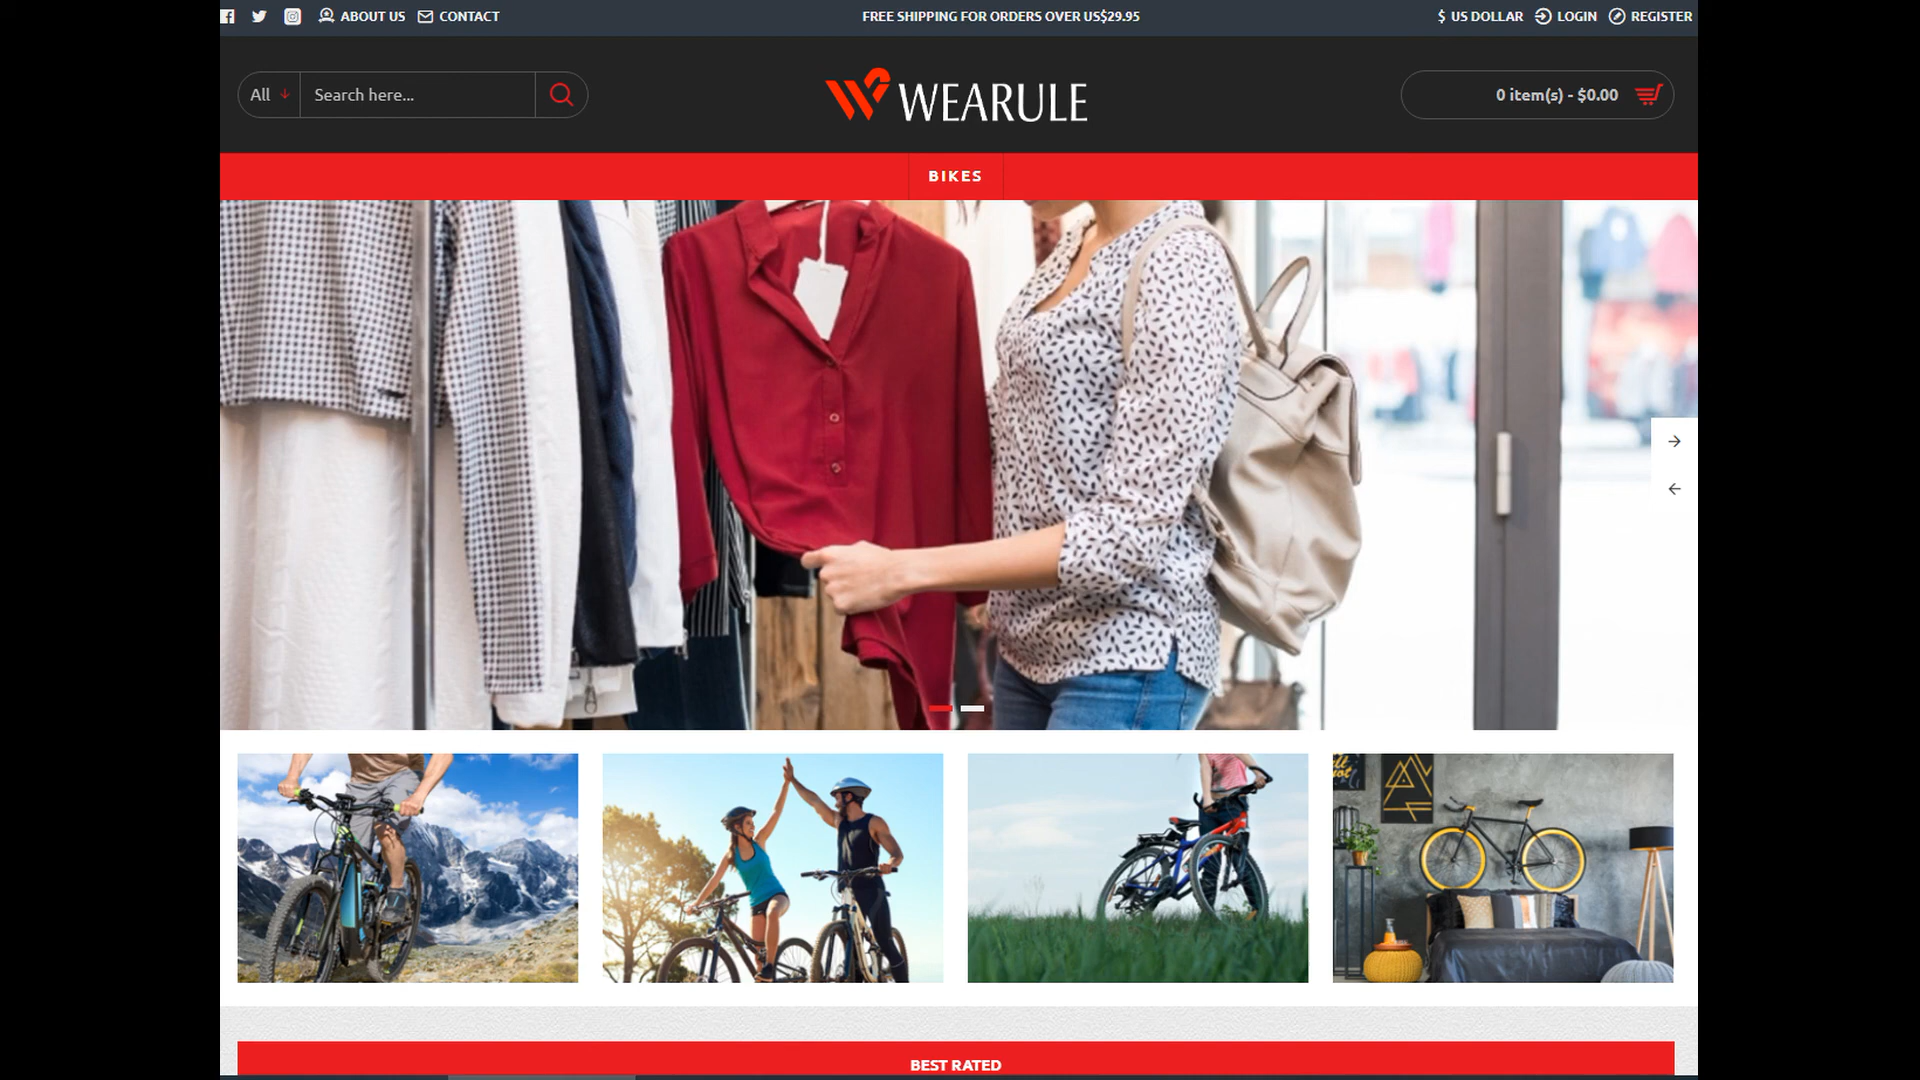 ABOUT US CONTACT FREE SHIPPING FOR ORDERS OVER US$29.95 $ US DOLLAR LOGIN REGISTER
All Search here... WEARULE 0 item(s) - $0.00
BIKES
BEST RATED